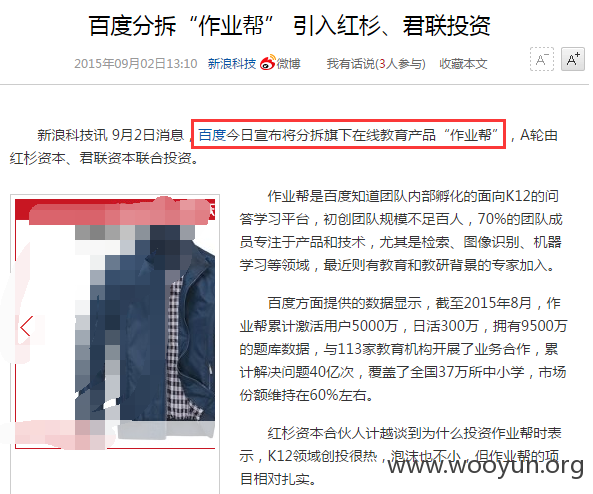 百度分拆“作业帮” 引入红杉、君联投资
2015年09月02日13:10 新浪科技 微博 我有话说(3人参与) 收藏本文
A- A+
新浪科技讯 9月2日消息，百度今日宣布将分拆旗下在线教育产品“作业帮”，A轮由
红杉资本、君联资本联合投资。
作业帮是百度知道团队内部孵化的面向K12的问
答学习平台，初创团队规模不足百人，70%的团队成
员专注于产品和技术，尤其是检索、图像识别、机器
学习等领域，最近则有教育和教研背景的专家加入。
百度方面提供的数据显示，截至2015年8月，作
业帮累计激活用户5000万，日活300万，拥有9500万
的题库数据，与113家教育机构开展了业务合作，累
计解决问题40亿次，覆盖了全国37万所中小学，市场
份额维持在60%左右。
红杉资本合伙人计越谈到为什么投资作业帮时表
示，K12领域创投很热，泡沫也不小，但作业帮的项
目相对扎实。
www.wooyun.org